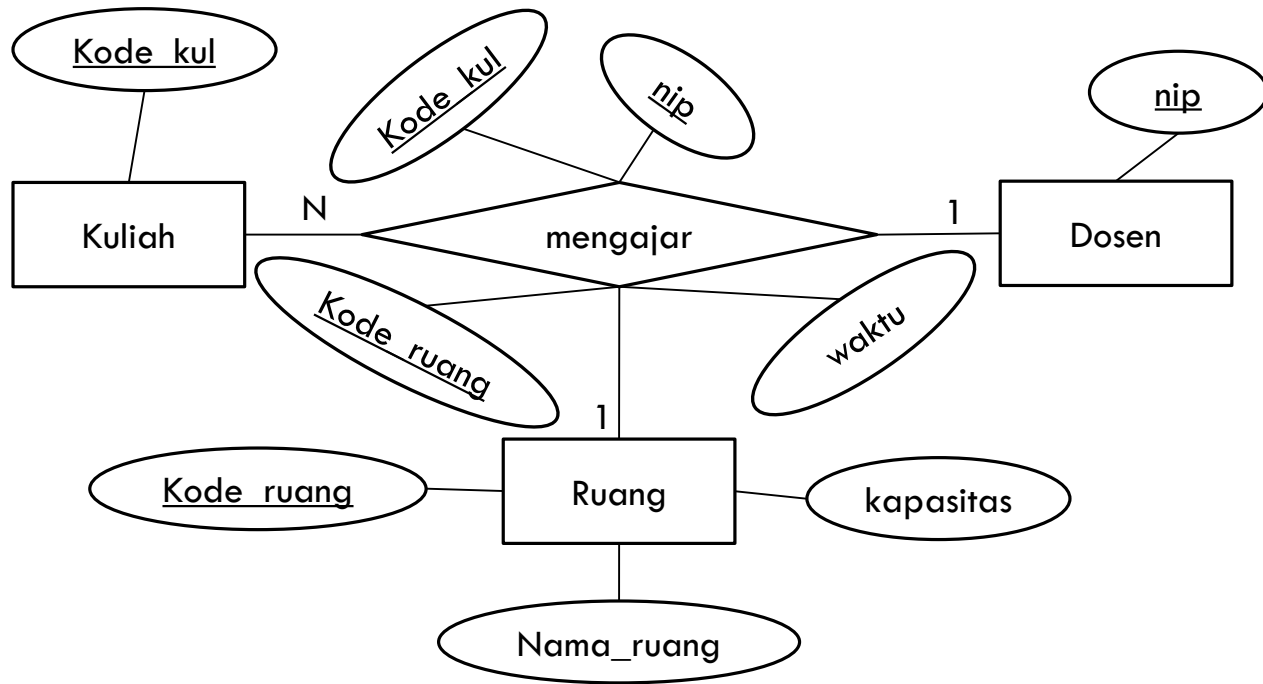 Kode_kul
Kode_kul
nip
nip
Kuliah
N
mengajar
1
Dosen
Kode_ruang
waktu
1
Kode_ruang
Ruang
kapasitas
Nama_ruang